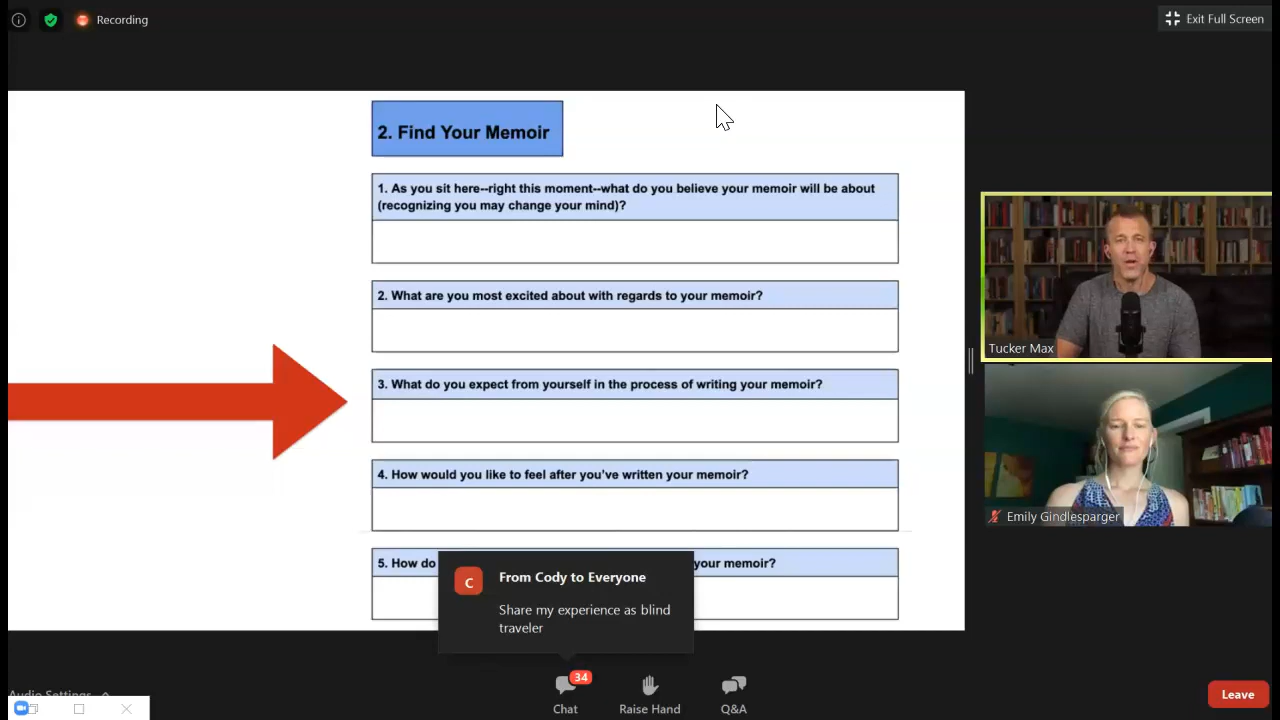 Recording
Exit Full Screen
2. Find Your Memoir
1. As you sit here--right this moment--what do you believe your memoir will be about
(recognizing you may change your mind)?
2. What are you most excited about with regards to your memoir?
3. What do you expect from yourself in the process of writing your memoir?
4. How would you like to feel after you've written your memoir?
5. How do
your memoir?
Tucker Max
Emily Gindlesparger
C
From Cody to Everyone
Share my experience as blind
traveler
34
Chat
Raise Hand
Q&A
Audio Settings
Leave